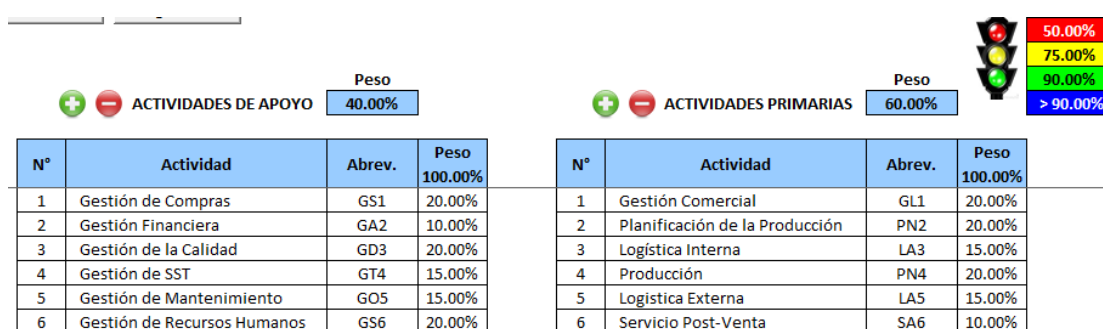 50.00%
75.00%
90.00%
> 90.00%
Peso
ACTIVIDADES DE APOYO 40.00%
Peso
ACTIVIDADES PRIMARIAS 60.00%
N° Actividad Abrev. Peso 100.00%
1 Gestión de Compras GS1 20.00%
2 Gestión Financiera GA2 10.00%
3 Gestión de la Calidad GD3 20.00%
4 Gestión de SST GT4 15.00%
5 Gestión de Mantenimiento GO5 15.00%
6 Gestión de Recursos Humanos GS6 20.00%
N° Actividad Abrev. Peso 100.00%
1 Gestión Comercial GL1 20.00%
2 Planificación de la Producción PN2 20.00%
3 Logística Interna LA3 15.00%
4 Producción PN4 20.00%
5 Logistica Externa LA5 15.00%
6 Servicio Post-Venta SA6 10.00%